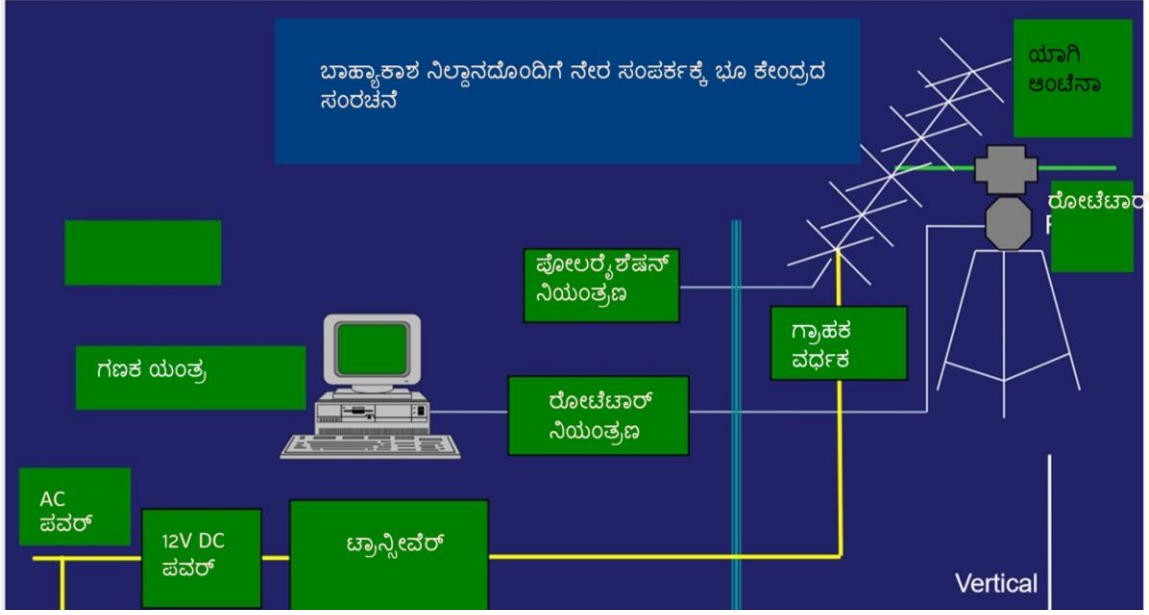 ಬಾಹ್ಯಾಕಾಶ ನಿಲ್ದಾನದೊಂದಿಗೆ ನೇರ ಸಂಪರ್ಕಕ್ಕೆ ಭೂ ಕೇಂದ್ರದ
ಸಂರಚನೆ
ಯಾಗಿ
ಆಂಟೆನಾ
ರೋಟೆಟಾರ್
ಪೋಲರೈಶೆಷನ್
ನಿಯಂತ್ರಣ
ಗ್ರಾಹಕ
ವರ್ಧಕ
ಗಣಕ ಯಂತ್ರ
ರೋಟೆಟಾರ್
ನಿಯಂತ್ರಣ
AC
ಪವರ್
12V DC
ಪವರ್
ಟ್ರಾನ್ಸೀವೆರ್
Vertical